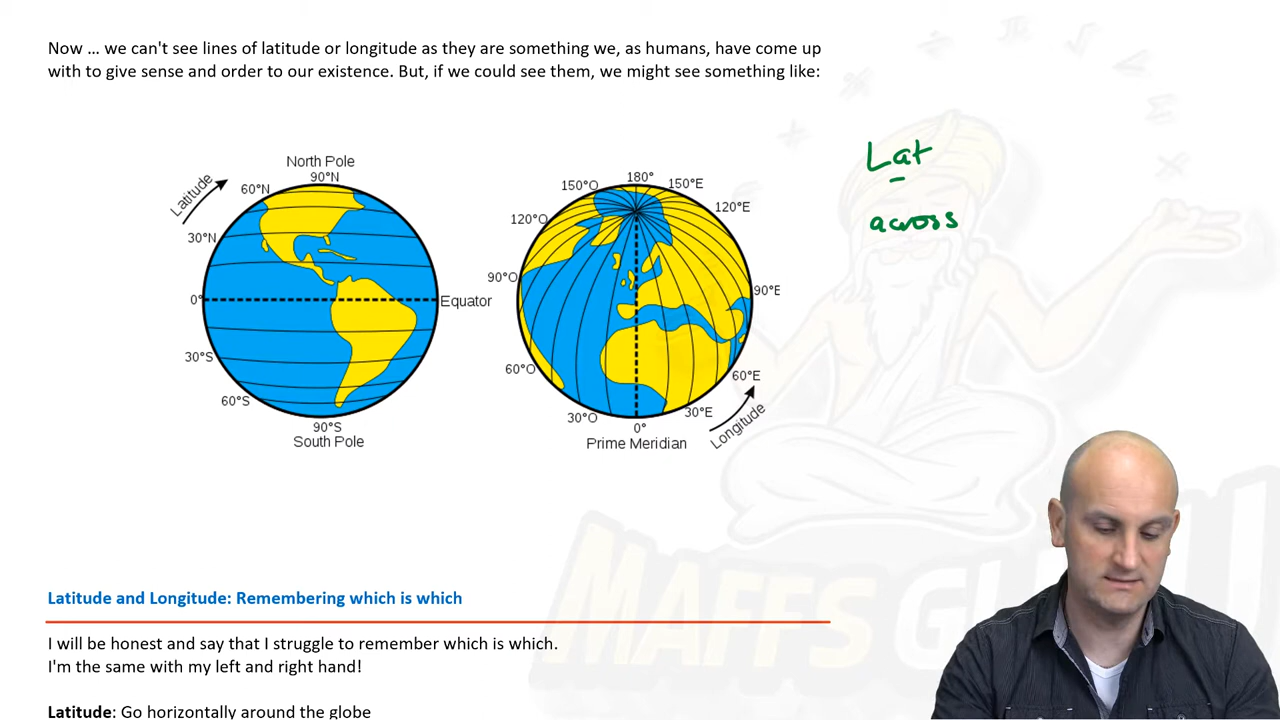 Now … we can't see lines of latitude or longitude as they are something we, as humans, have come up
with to give sense and order to our existence. But, if we could see them, we might see something like:
North Pole
90°N
Latitude
60°N
30°N
0°
Equator
30°S
60°S
90°S
South Pole
180°
150°O
150°E
120°O
120°E
90°O
90°E
60°O
60°E
30°O
30°E
0°
Prime Meridian
Longitude
Lat
across
MAFFS GU
Latitude and Longitude: Remembering which is which
I will be honest and say that I struggle to remember which is which.
I'm the same with my left and right hand!
Latitude: Go horizontally around the globe